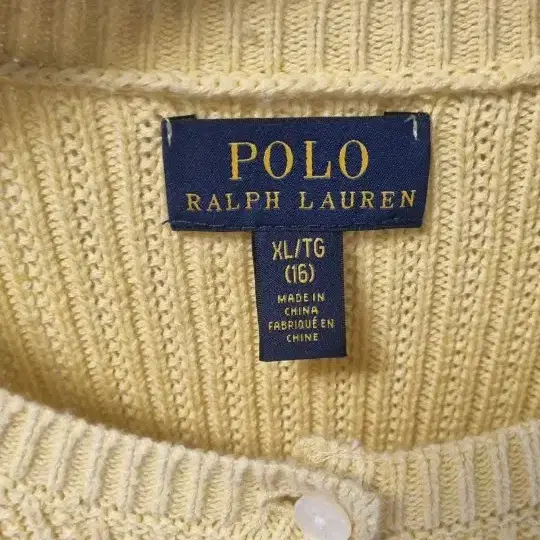 POLO
RALPH LAUREN
XL/TG
(16)
MADE IN
CHINA
FABRIQUÉ EN
CHINE